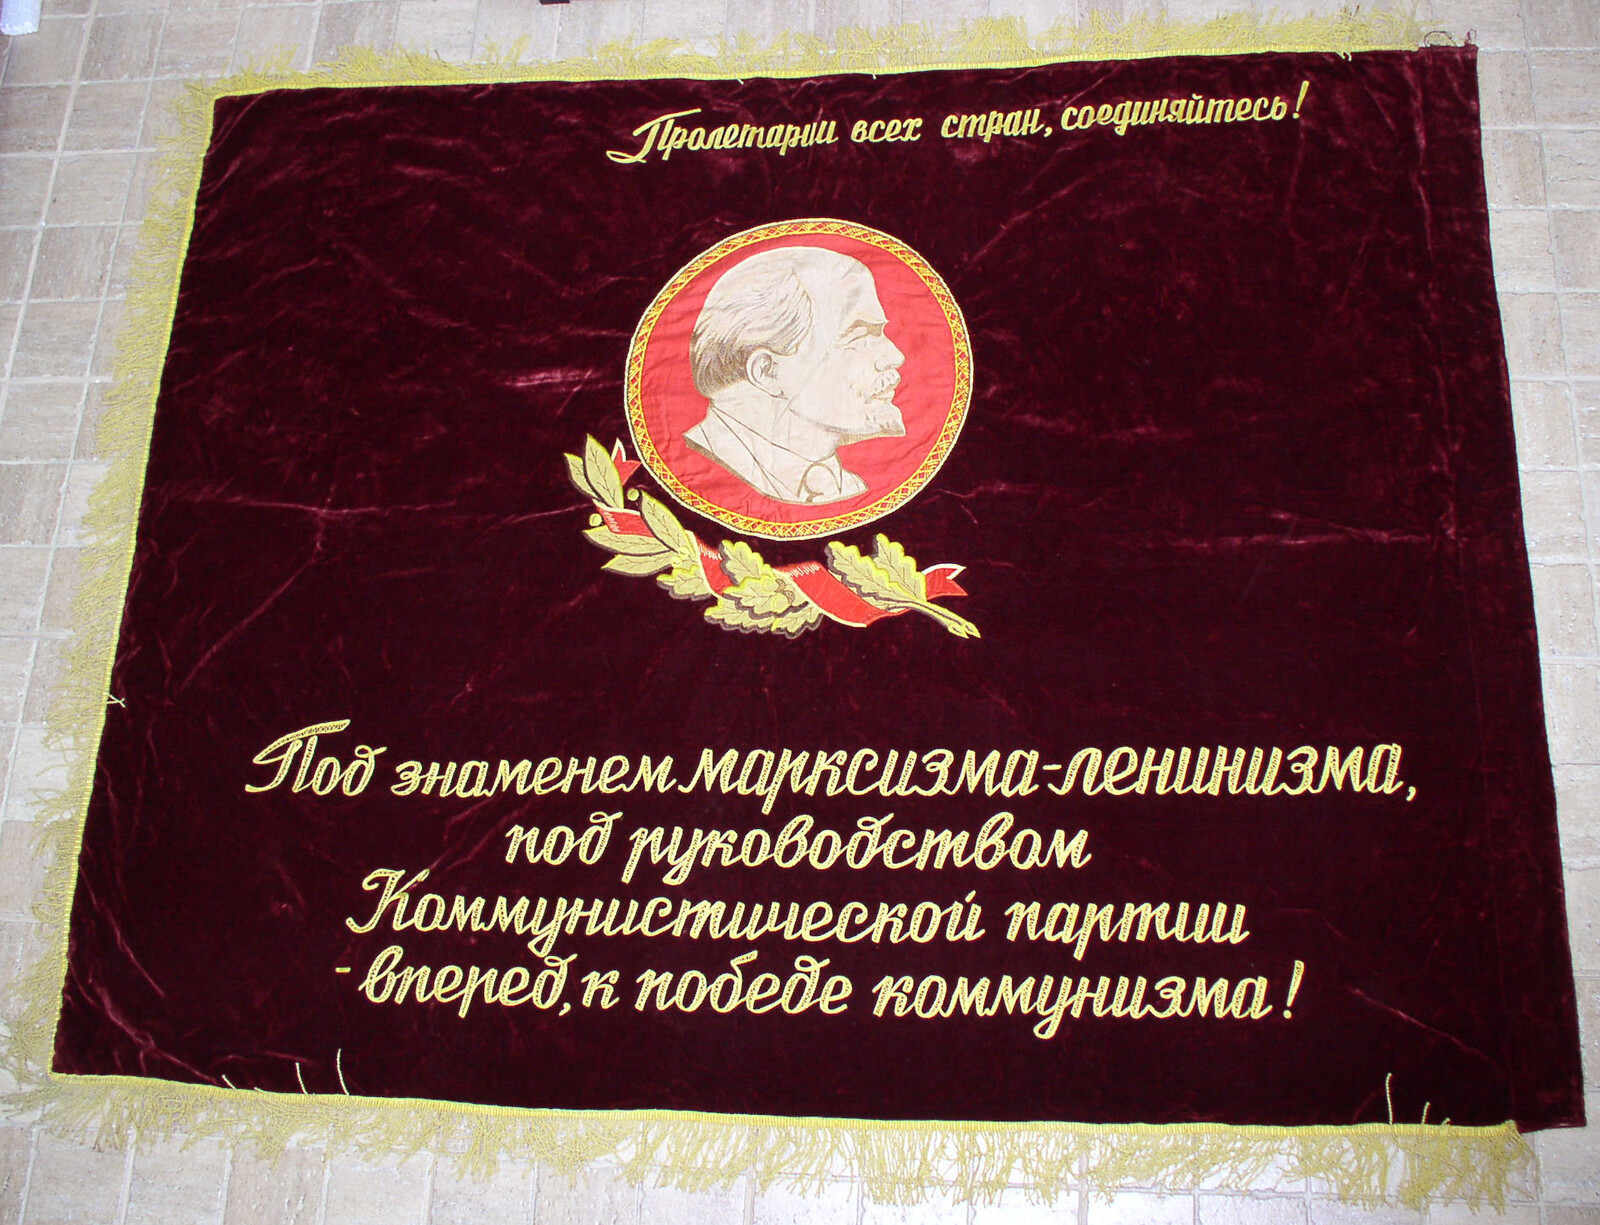 Пролетарии всех стран, соединяйтесь!
Под знаменем марксизма-ленинизма,
под руководством
Коммунистической партии
-вперед, к победе коммунизма!